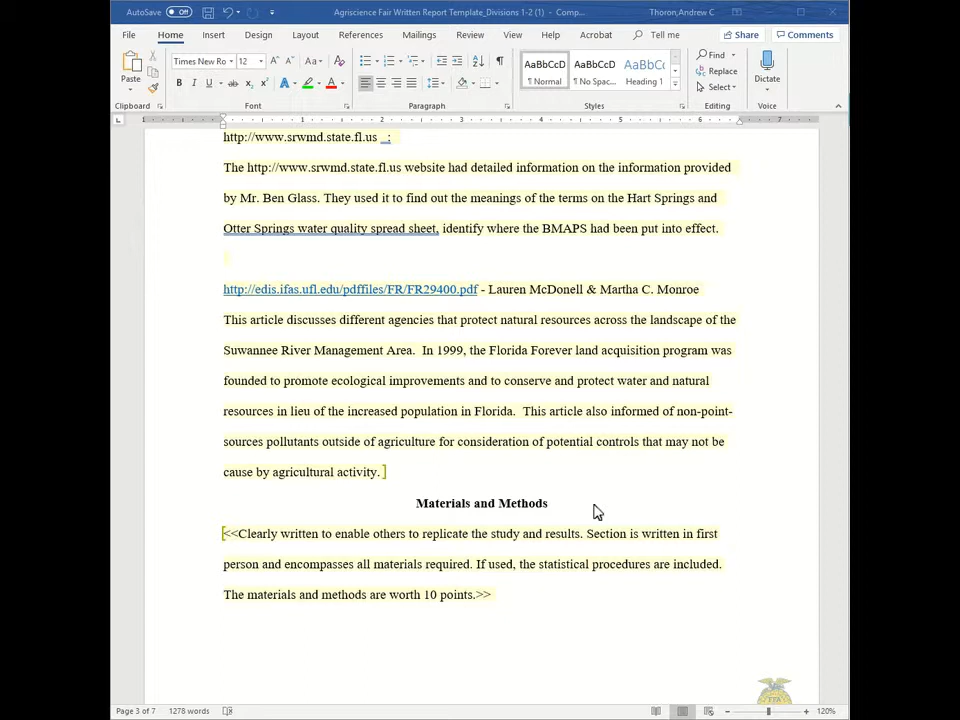 AutoSave Off Agriscience Fair Written Report Template_Divisions 1-2 (1) - Comp... Thoron,Andrew C
File Home Insert Design Layout References Mailings Review View Help Acrobat Tell me Share Comments
Times New Ro 12 Aa AaBbCcD AaBbCcD AaBbCc Find
Paste B I U ab x₂ x² A A ¶ Normal ¶ No Spac... Heading 1 Replace Select Dictate
Clipboard Font Paragraph Styles Editing Voice
1 1 2 3 4 5 6 7
http://www.srwmd.state.fl.us :
The http://www.srwmd.state.fl.us website had detailed information on the information provided
by Mr. Ben Glass. They used it to find out the meanings of the terms on the Hart Springs and
Otter Springs water quality spread sheet, identify where the BMAPS had been put into effect.
http://edis.ifas.ufl.edu/pdffiles/FR/FR29400.pdf - Lauren McDonell & Martha C. Monroe
This article discusses different agencies that protect natural resources across the landscape of the
Suwannee River Management Area. In 1999, the Florida Forever land acquisition program was
founded to promote ecological improvements and to conserve and protect water and natural
resources in lieu of the increased population in Florida. This article also informed of non-point-
sources pollutants outside of agriculture for consideration of potential controls that may not be
cause by agricultural activity.
Materials and Methods
<<Clearly written to enable others to replicate the study and results. Section is written in first
person and encompasses all materials required. If used, the statistical procedures are included.
The materials and methods are worth 10 points.>>
Page 3 of 7 1278 words 120%